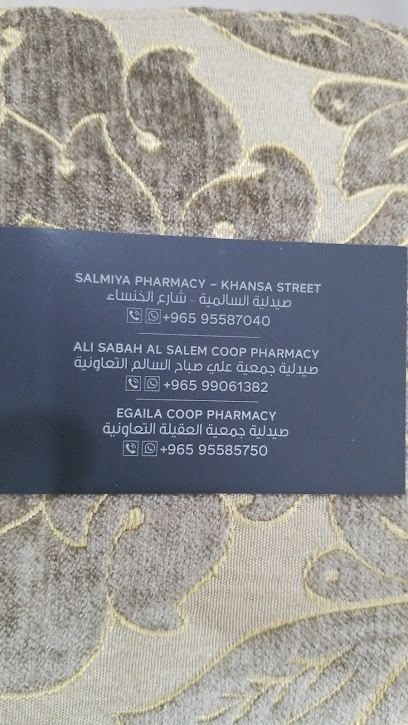 SALMIYA PHARMACY – KHANSA STREET
صيدلية السالمية - شارع الخنساء
+965 95587040
ALI SABAH AL SALEM COOP PHARMACY
صيدلية جمعية علي صباح السالم التعاونية
+965 99061382
EGAILA COOP PHARMACY
صيدلية جمعية العقيلة التعاونية
+965 95585750